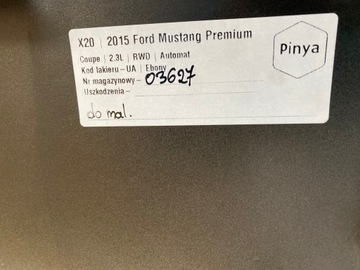 X20 | 2015 Ford Mustang Premium
Coupe | 2.3L | RWD | Automat
Kod lakieru – UA | Ebony
Nr magazynowy – 03627
Uszkodzenia –
do mal.
Pinya